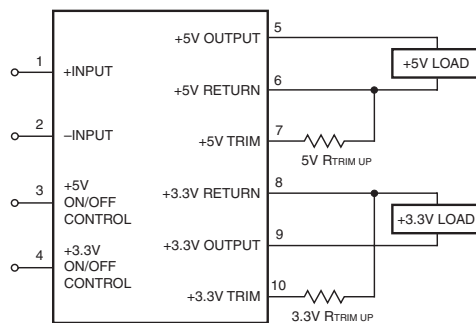 1
+INPUT
2
–INPUT
3
+5V
ON/OFF
CONTROL
4
+3.3V
ON/OFF
CONTROL
+5V OUTPUT
5
+5V LOAD
+5V RETURN
6
+5V TRIM
7
5V RTRIM UP
+3.3V RETURN
8
+3.3V LOAD
+3.3V OUTPUT
9
+3.3V TRIM
10
3.3V RTRIM UP